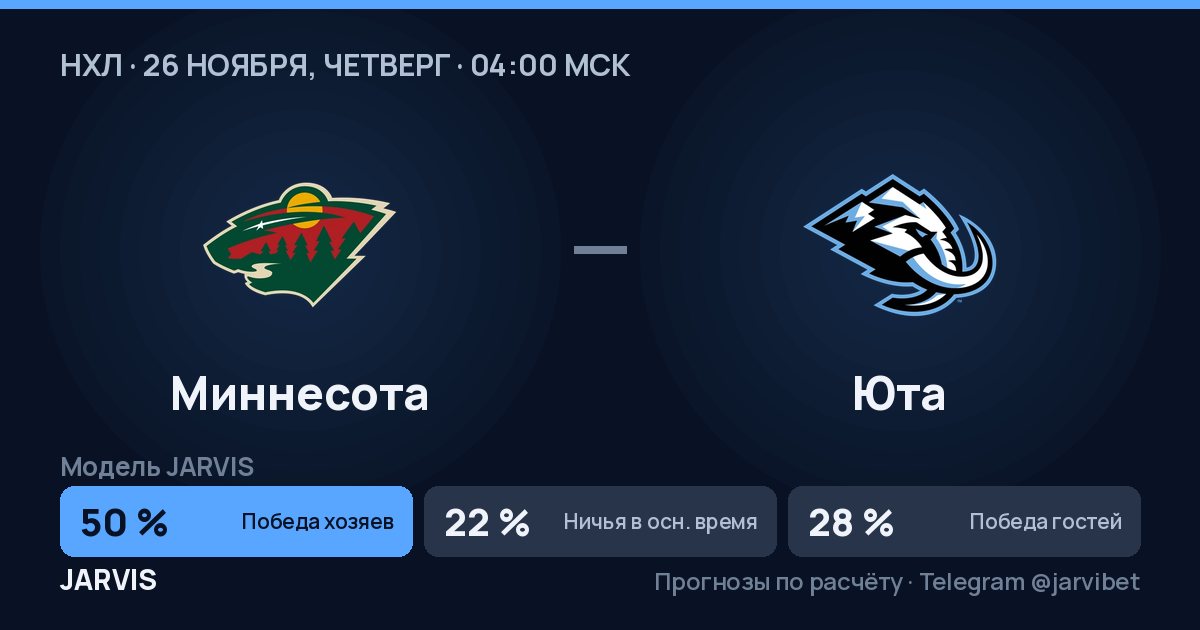 НХЛ · 26 НОЯБРЯ, ЧЕТВЕРГ · 04:00 МСК
—
Миннесота
Юта
Модель JARVIS
50 % Победа хозяев
22 % Ничья в осн. время
28 % Победа гостей
JARVIS
Прогнозы по расчёту · Telegram @jarvibet